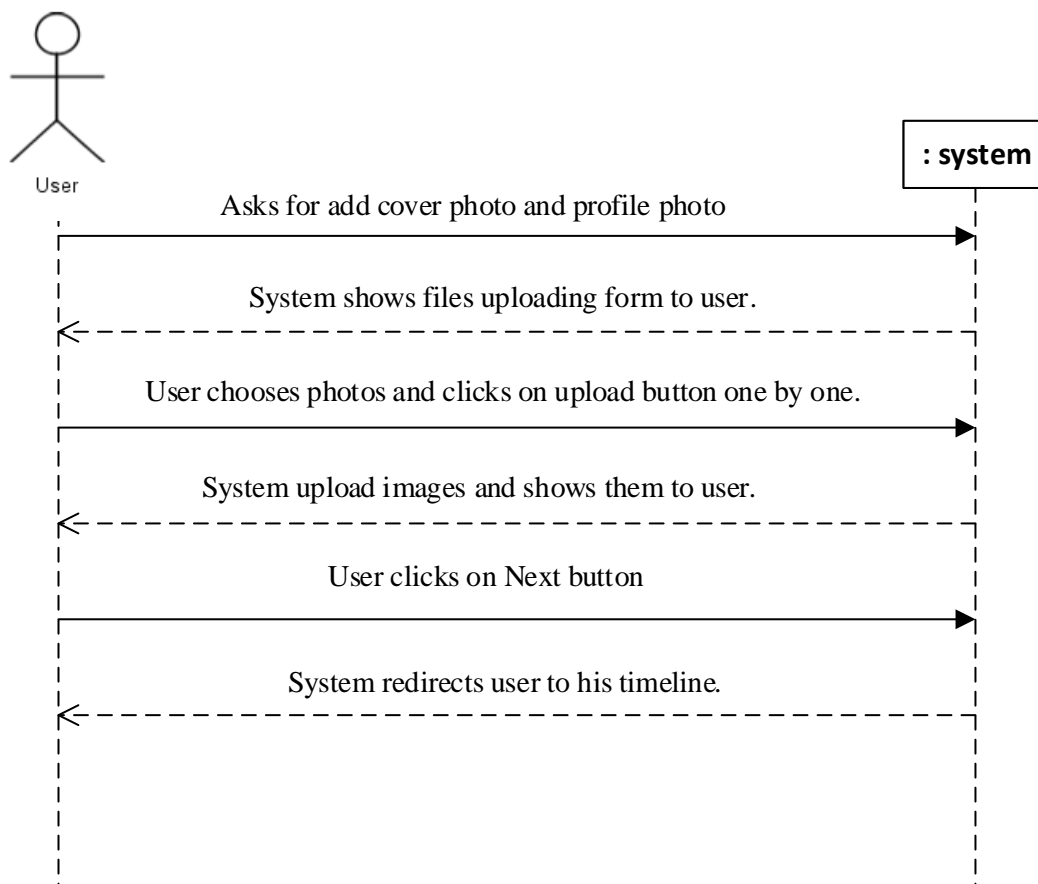 User
: system
Asks for add cover photo and profile photo
System shows files uploading form to user.
User chooses photos and clicks on upload button one by one.
System upload images and shows them to user.
User clicks on Next button
System redirects user to his timeline.